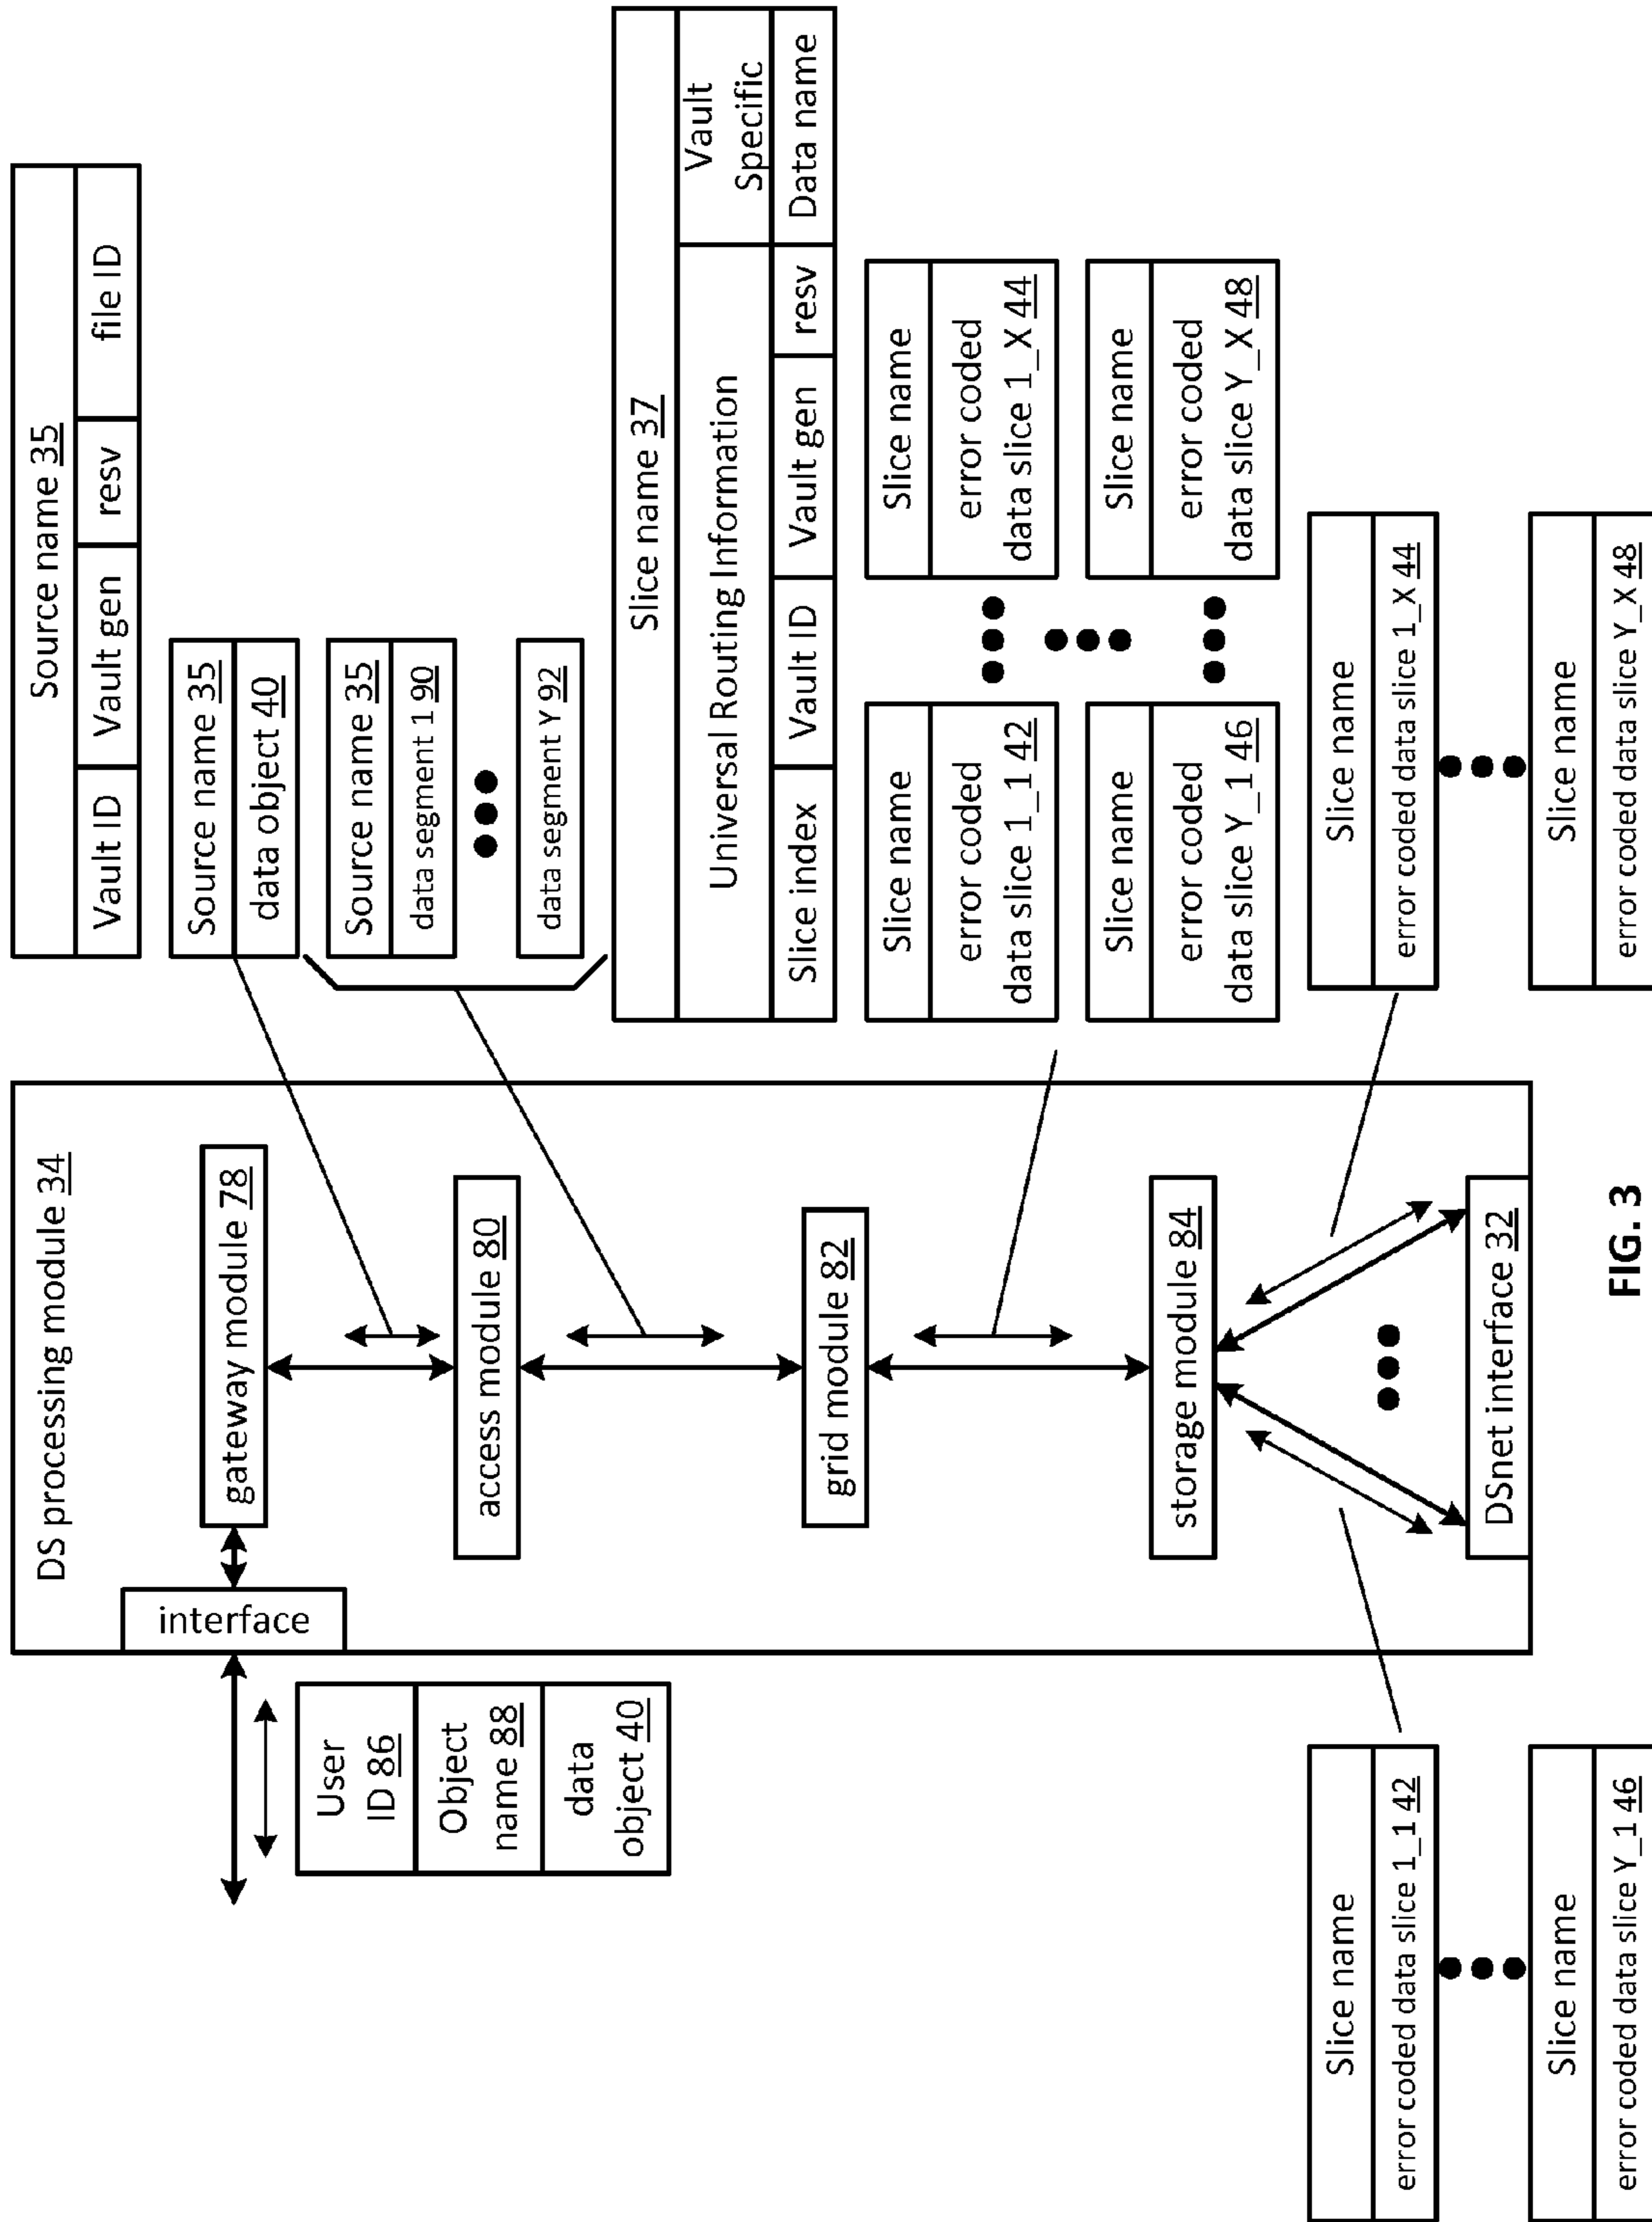 DS processing module 34
interface
gateway module 78
access module 80
grid module 82
storage module 84
DSnet interface 32
User
ID 86
Object
name 88
data
object 40
Source name 35
Vault ID
Vault gen
resv
file ID
Source name 35
data object 40
Source name 35
data segment 1 90
data segment Y 92
Slice name 37
Universal Routing Information
Vault
Specific
Slice index
Vault ID
Vault gen
resv
Data name
Slice name
error coded
data slice 1_1 42
Slice name
error coded
data slice 1_X 44
Slice name
error coded
data slice Y_1 46
Slice name
error coded
data slice Y_X 48
Slice name
error coded data slice 1_1 42
Slice name
error coded data slice Y_1 46
Slice name
error coded data slice 1_X 44
Slice name
error coded data slice Y_X 48
FIG. 3